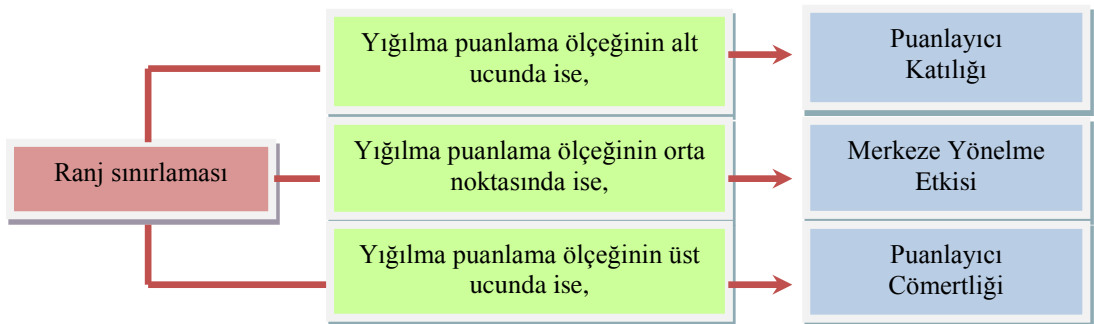 Yığılma puanlama ölçeğinin alt
ucunda ise,
Puanlayıcı
Katılığı
Ranj sınırlaması
Yığılma puanlama ölçeğinin orta
noktasında ise,
Merkeze Yönelme
Etkisi
Yığılma puanlama ölçeğinin üst
ucunda ise,
Puanlayıcı
Cömertliği